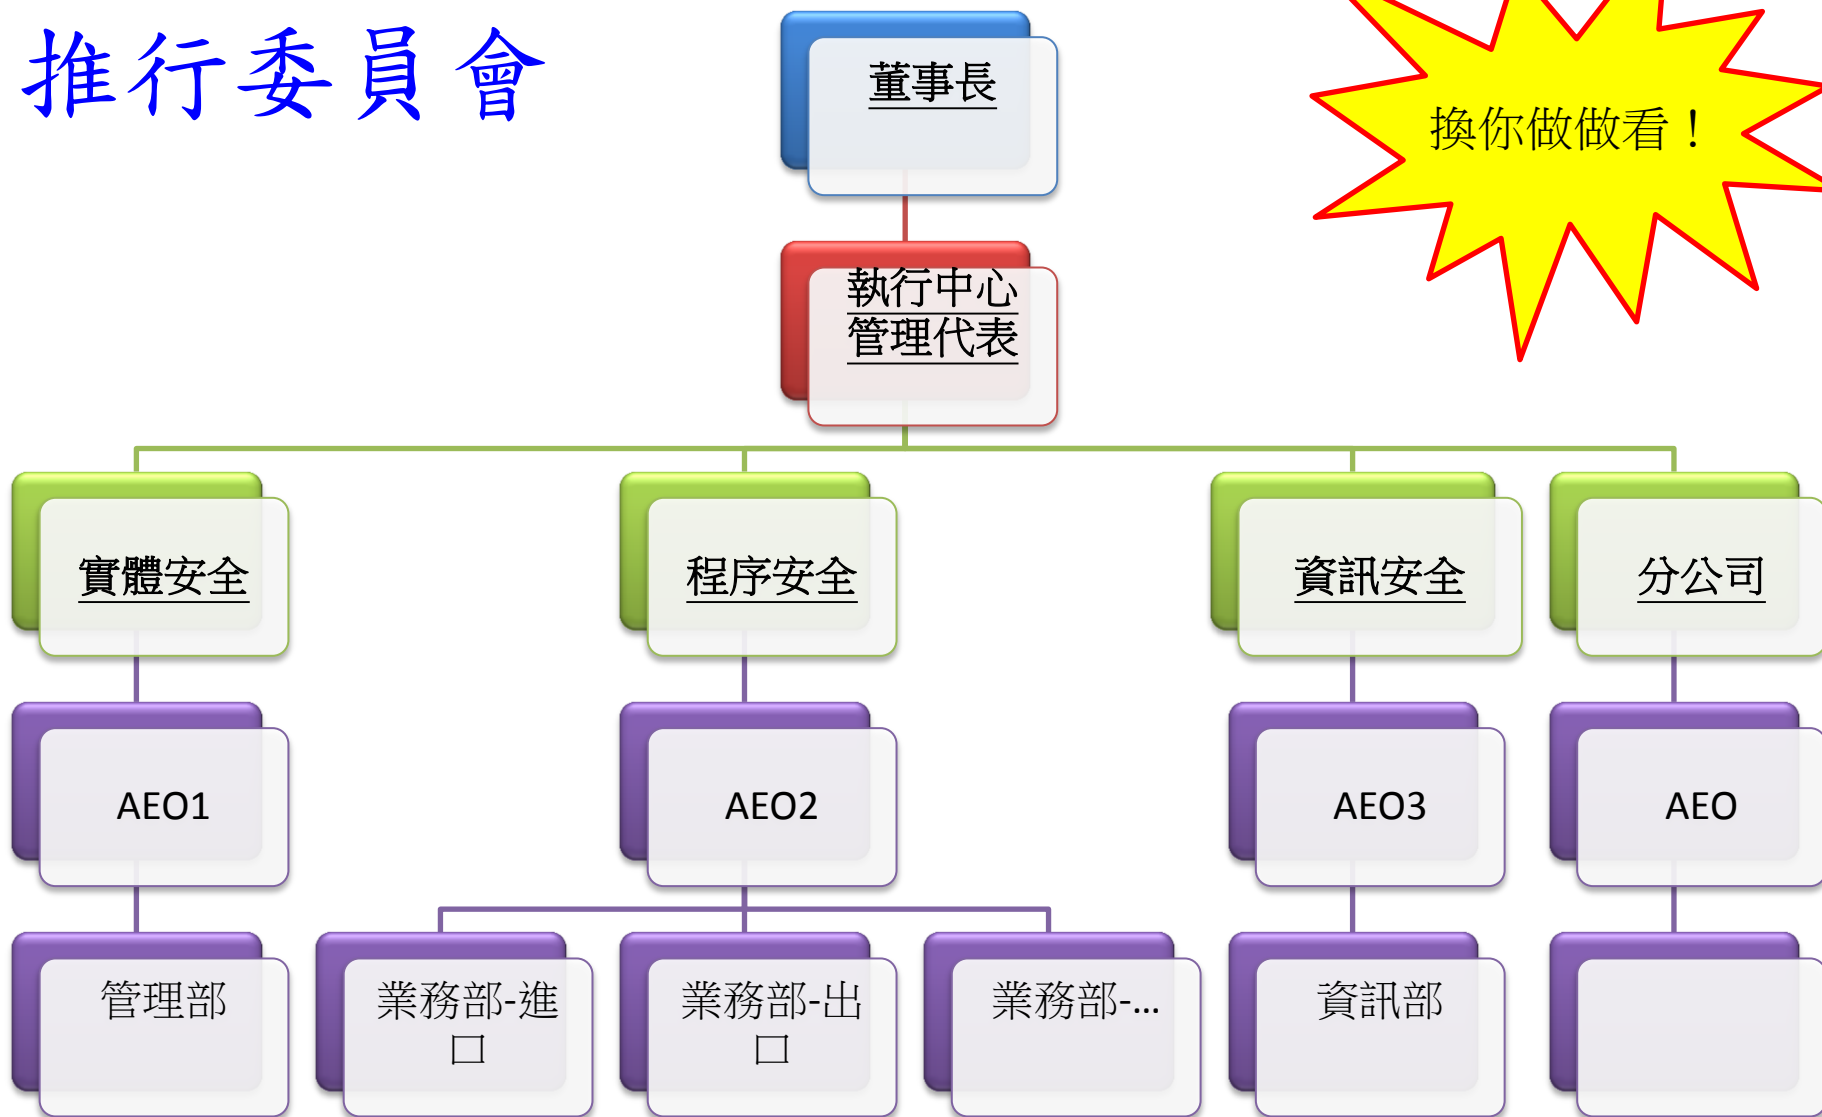 推行委員會
董事長
換你做做看！
執行中心
管理代表
實體安全
程序安全
資訊安全
分公司
AEO1
AEO2
AEO3
AEO
管理部
業務部-進
口
業務部-出
口
業務部-...
資訊部